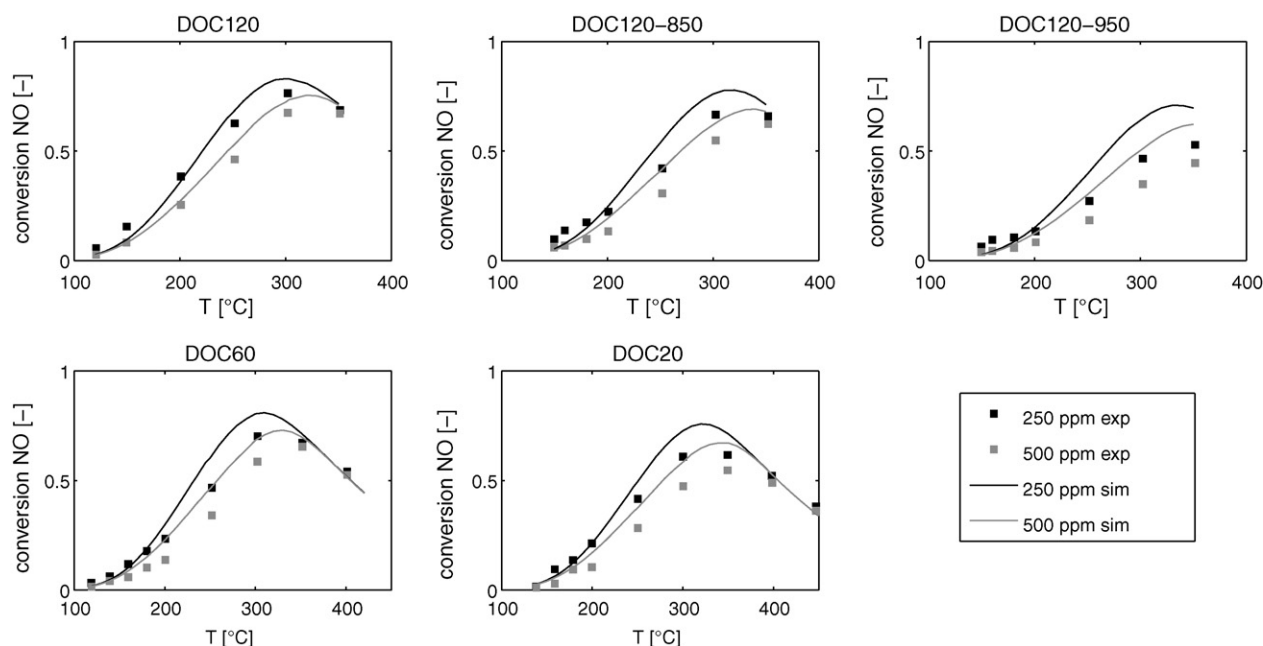 DOC120
conversion NO [–]
1
0.5
0
100 200 300 400
T [°C]
DOC120–850
conversion NO [–]
1
0.5
0
100 200 300 400
T [°C]
DOC120–950
conversion NO [–]
1
0.5
0
100 200 300 400
T [°C]
DOC60
conversion NO [–]
1
0.5
0
100 200 300 400
T [°C]
DOC20
conversion NO [–]
1
0.5
0
100 200 300 400
T [°C]
250 ppm exp
500 ppm exp
250 ppm sim
500 ppm sim